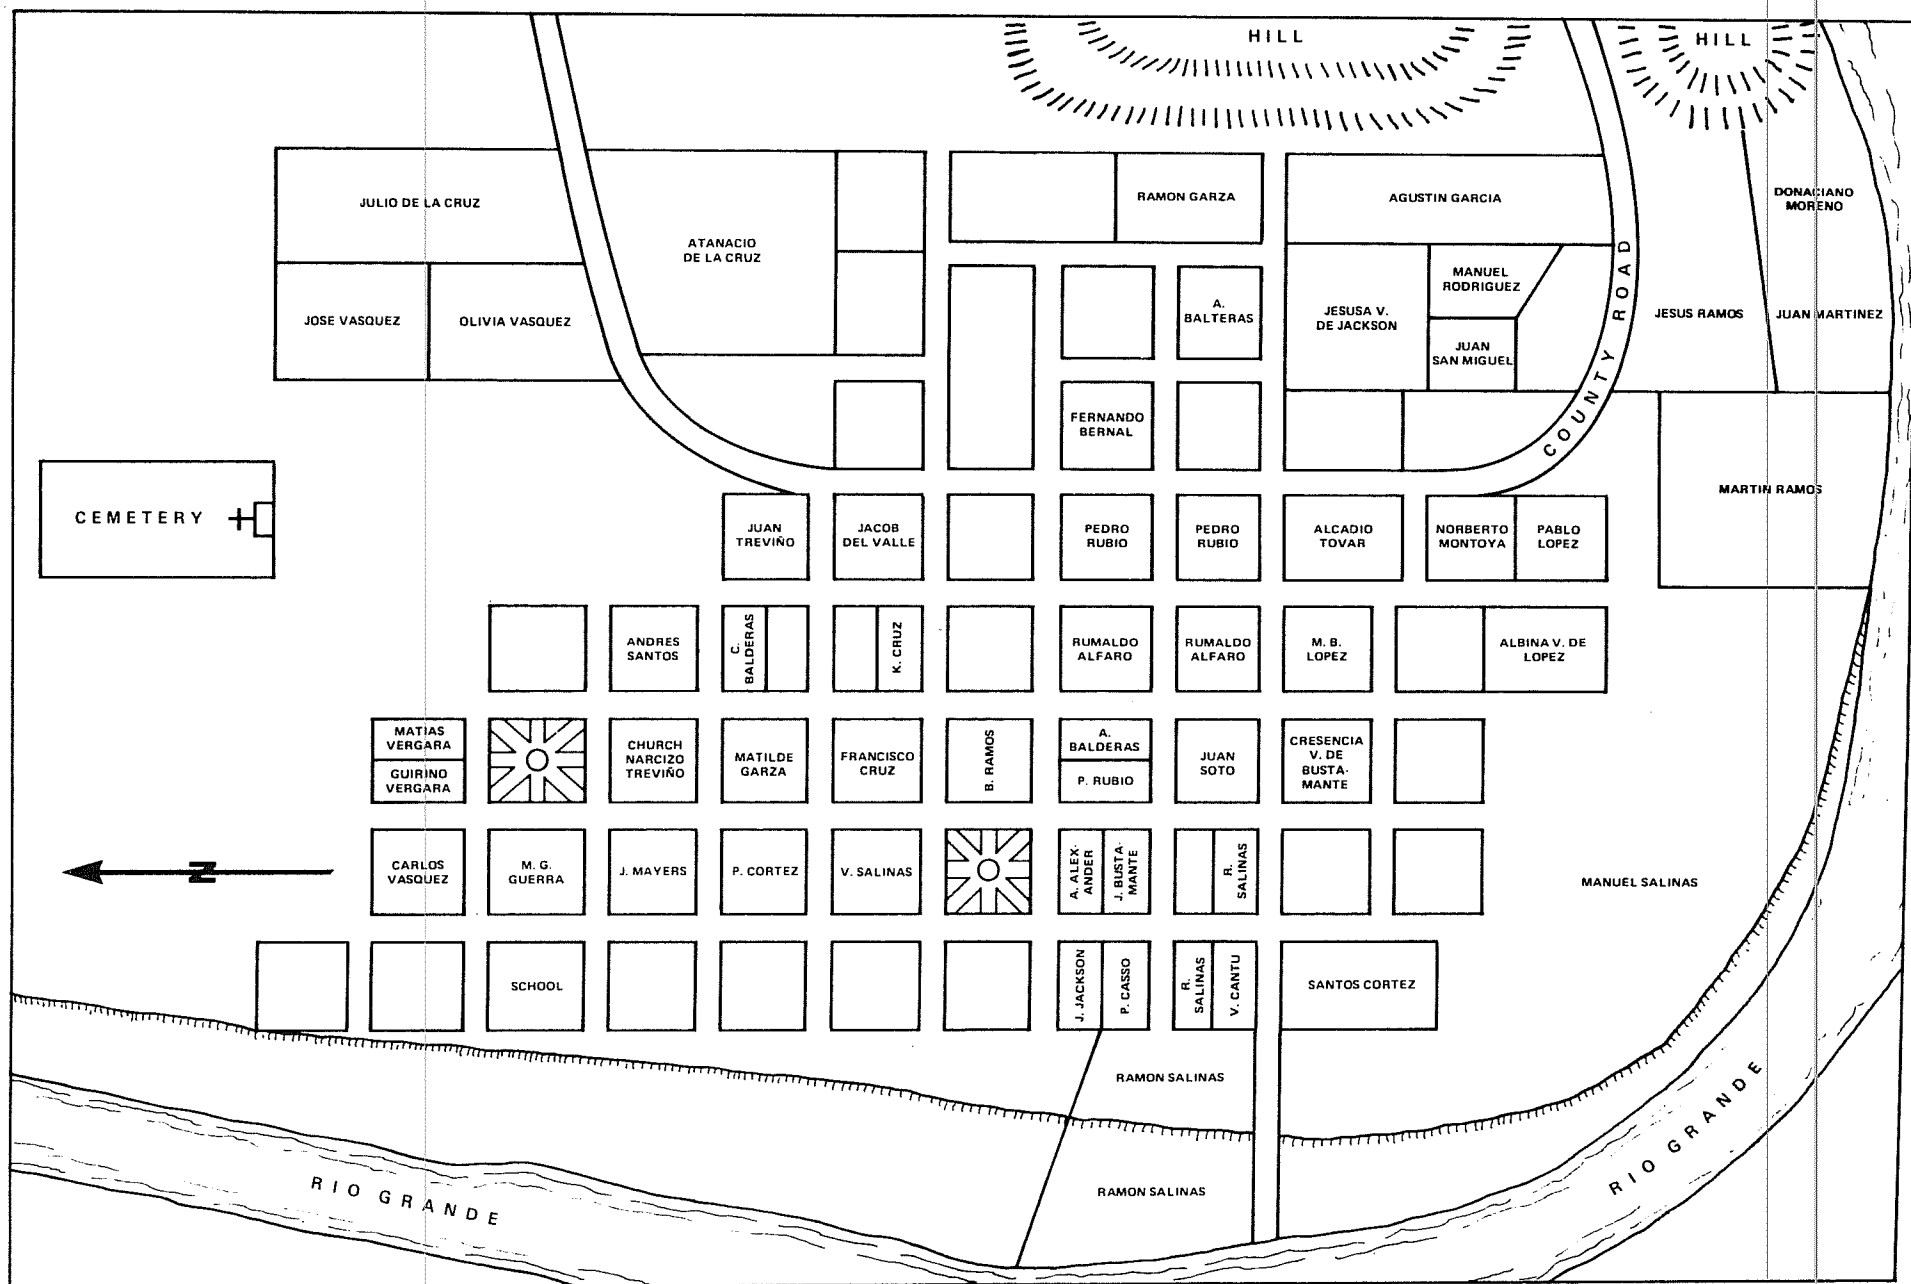 HILL
HILL
JULIO DE LA CRUZ
ATANACIO
DE LA CRUZ
RAMON GARZA
AGUSTIN GARCIA
DONACIANO
MORENO
JOSE VASQUEZ
OLIVIA VASQUEZ
A.
BALTERAS
JESUSA V.
DE JACKSON
MANUEL
RODRIGUEZ
JUAN
SAN MIGUEL
COUNTY ROAD
JESUS RAMOS
JUAN MARTINEZ
FERNANDO
BERNAL
MARTIN RAMOS
CEMETERY
JUAN
TREVIÑO
JACOB
DEL VALLE
PEDRO
RUBIO
PEDRO
RUBIO
ALCADIO
TOVAR
NORBERTO
MONTOYA
PABLO
LOPEZ
ANDRES
SANTOS
C.
BALDERAS
K. CRUZ
RUMALDO
ALFARO
RUMALDO
ALFARO
M. B.
LOPEZ
ALBINA V. DE
LOPEZ
MATIAS
VERGARA
GUIRINO
VERGARA
CHURCH
NARCIZO
TREVIÑO
MATILDE
GARZA
FRANCISCO
CRUZ
B. RAMOS
A.
BALDERAS
P. RUBIO
JUAN
SOTO
CRESENCIA
V. DE
BUSTA-
MANTE
N
CARLOS
VASQUEZ
M. G.
GUERRA
J. MAYERS
P. CORTEZ
V. SALINAS
A. ALEX-
ANDER
J. BUSTA-
MANTE
R.
SALINAS
MANUEL SALINAS
SCHOOL
J. JACKSON
P. CASSO
R.
SALINAS
V. CANTU
SANTOS CORTEZ
RAMON SALINAS
RAMON SALINAS
RIO GRANDE
RIO GRANDE